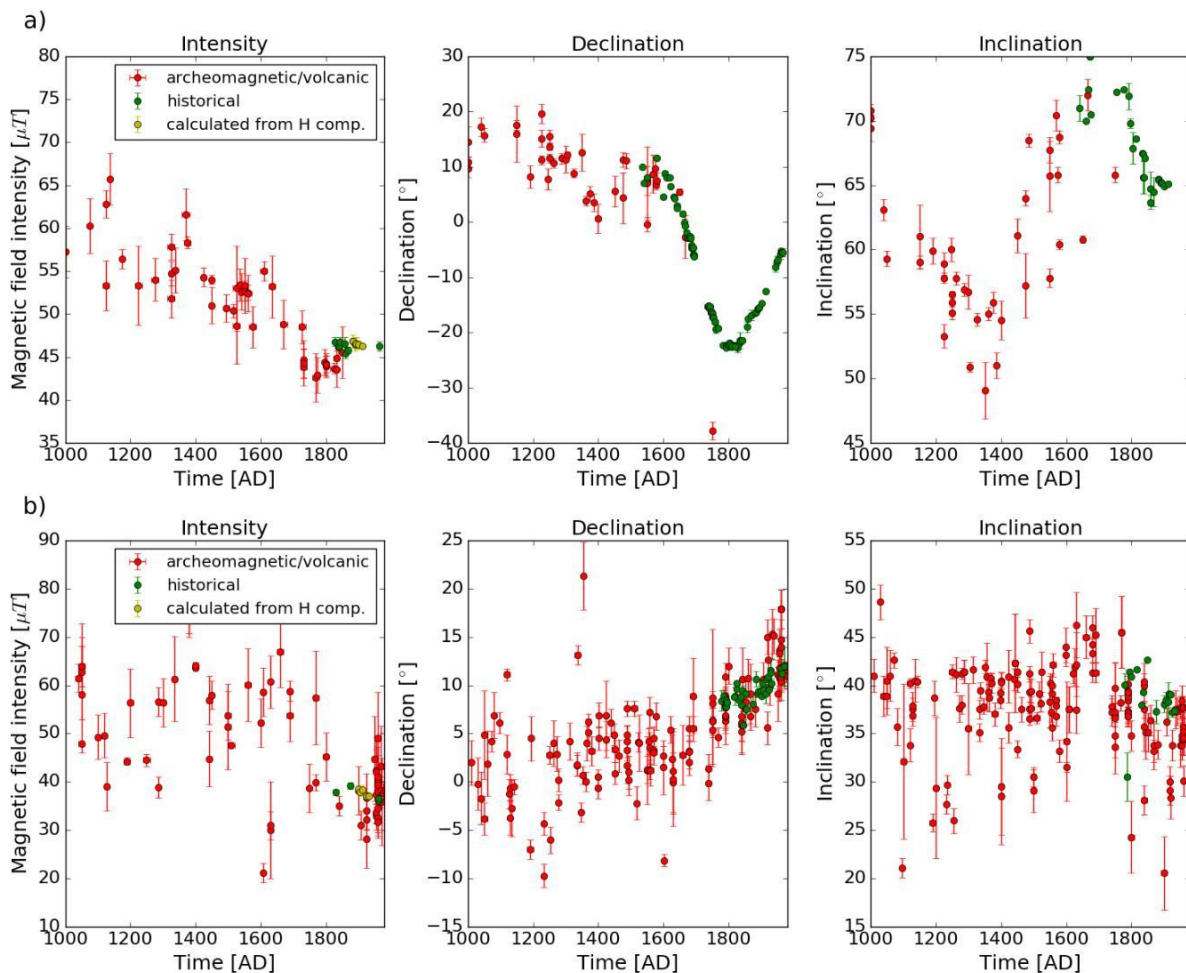 a)
Intensity
Declination
Inclination
archeomagnetic/volcanic
historical
calculated from H comp.
80
75
70
65
60
55
50
45
40
35
Magnetic field intensity [μT]
1000 1200 1400 1600 1800
Time [AD]
30
20
10
0
−10
−20
−30
−40
Declination [°]
1000 1200 1400 1600 1800
Time [AD]
75
70
65
60
55
50
45
Inclination [°]
1000 1200 1400 1600 1800
Time [AD]
b)
Intensity
Declination
Inclination
archeomagnetic/volcanic
historical
calculated from H comp.
90
80
70
60
50
40
30
20
10
Magnetic field intensity [μT]
1000 1200 1400 1600 1800
Time [AD]
25
20
15
10
5
0
−5
−10
−15
Declination [°]
1000 1200 1400 1600 1800
Time [AD]
55
50
45
40
35
30
25
20
15
Inclination [°]
1000 1200 1400 1600 1800
Time [AD]